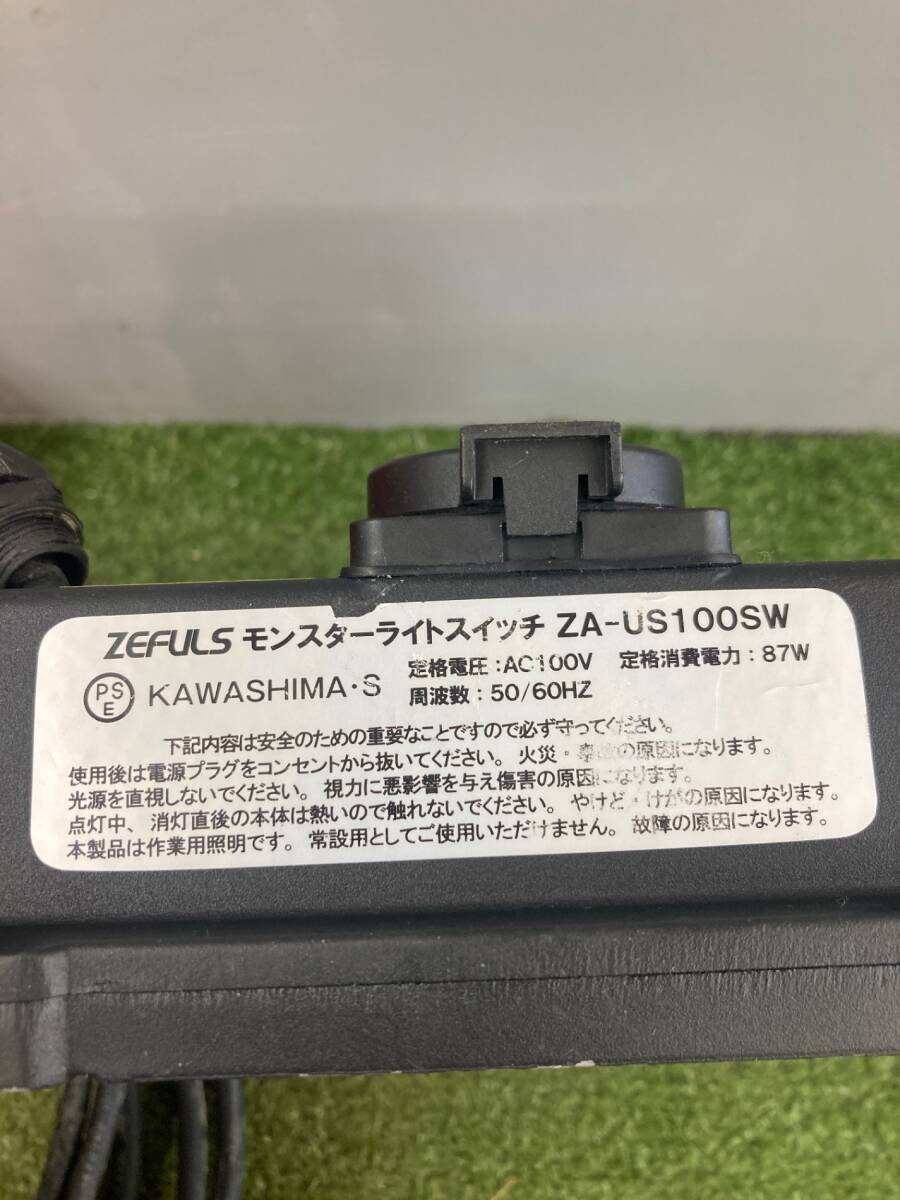 ZEFULS モンスターライトスイッチ ZA-US100SW
PSE KAWASHIMA・S 定格電圧:AC100V 定格消費電力:87W
周波数:50/60HZ
下記内容は安全のための重要なことですので必ず守ってください。
使用後は電源プラグをコンセントから抜いてください。火災・の原因になります。
光源を直視しないでください。視力に悪影響を与え傷害の原因になります。
点灯中、消灯直後の本体は熱いので触れないでください。やけど・けがの原因になります。
本製品は作業用照明です。常設用としてご使用いただけません。故障の原因になります。